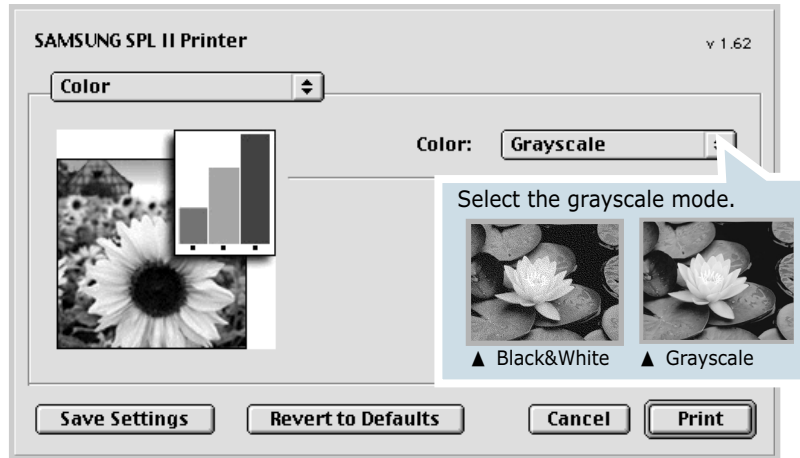 SAMSUNG SPL II Printer
v 1.62
Color
Color: Grayscale
Select the grayscale mode.
▲ Black&White ▲ Grayscale
Save Settings Revert to Defaults Cancel Print